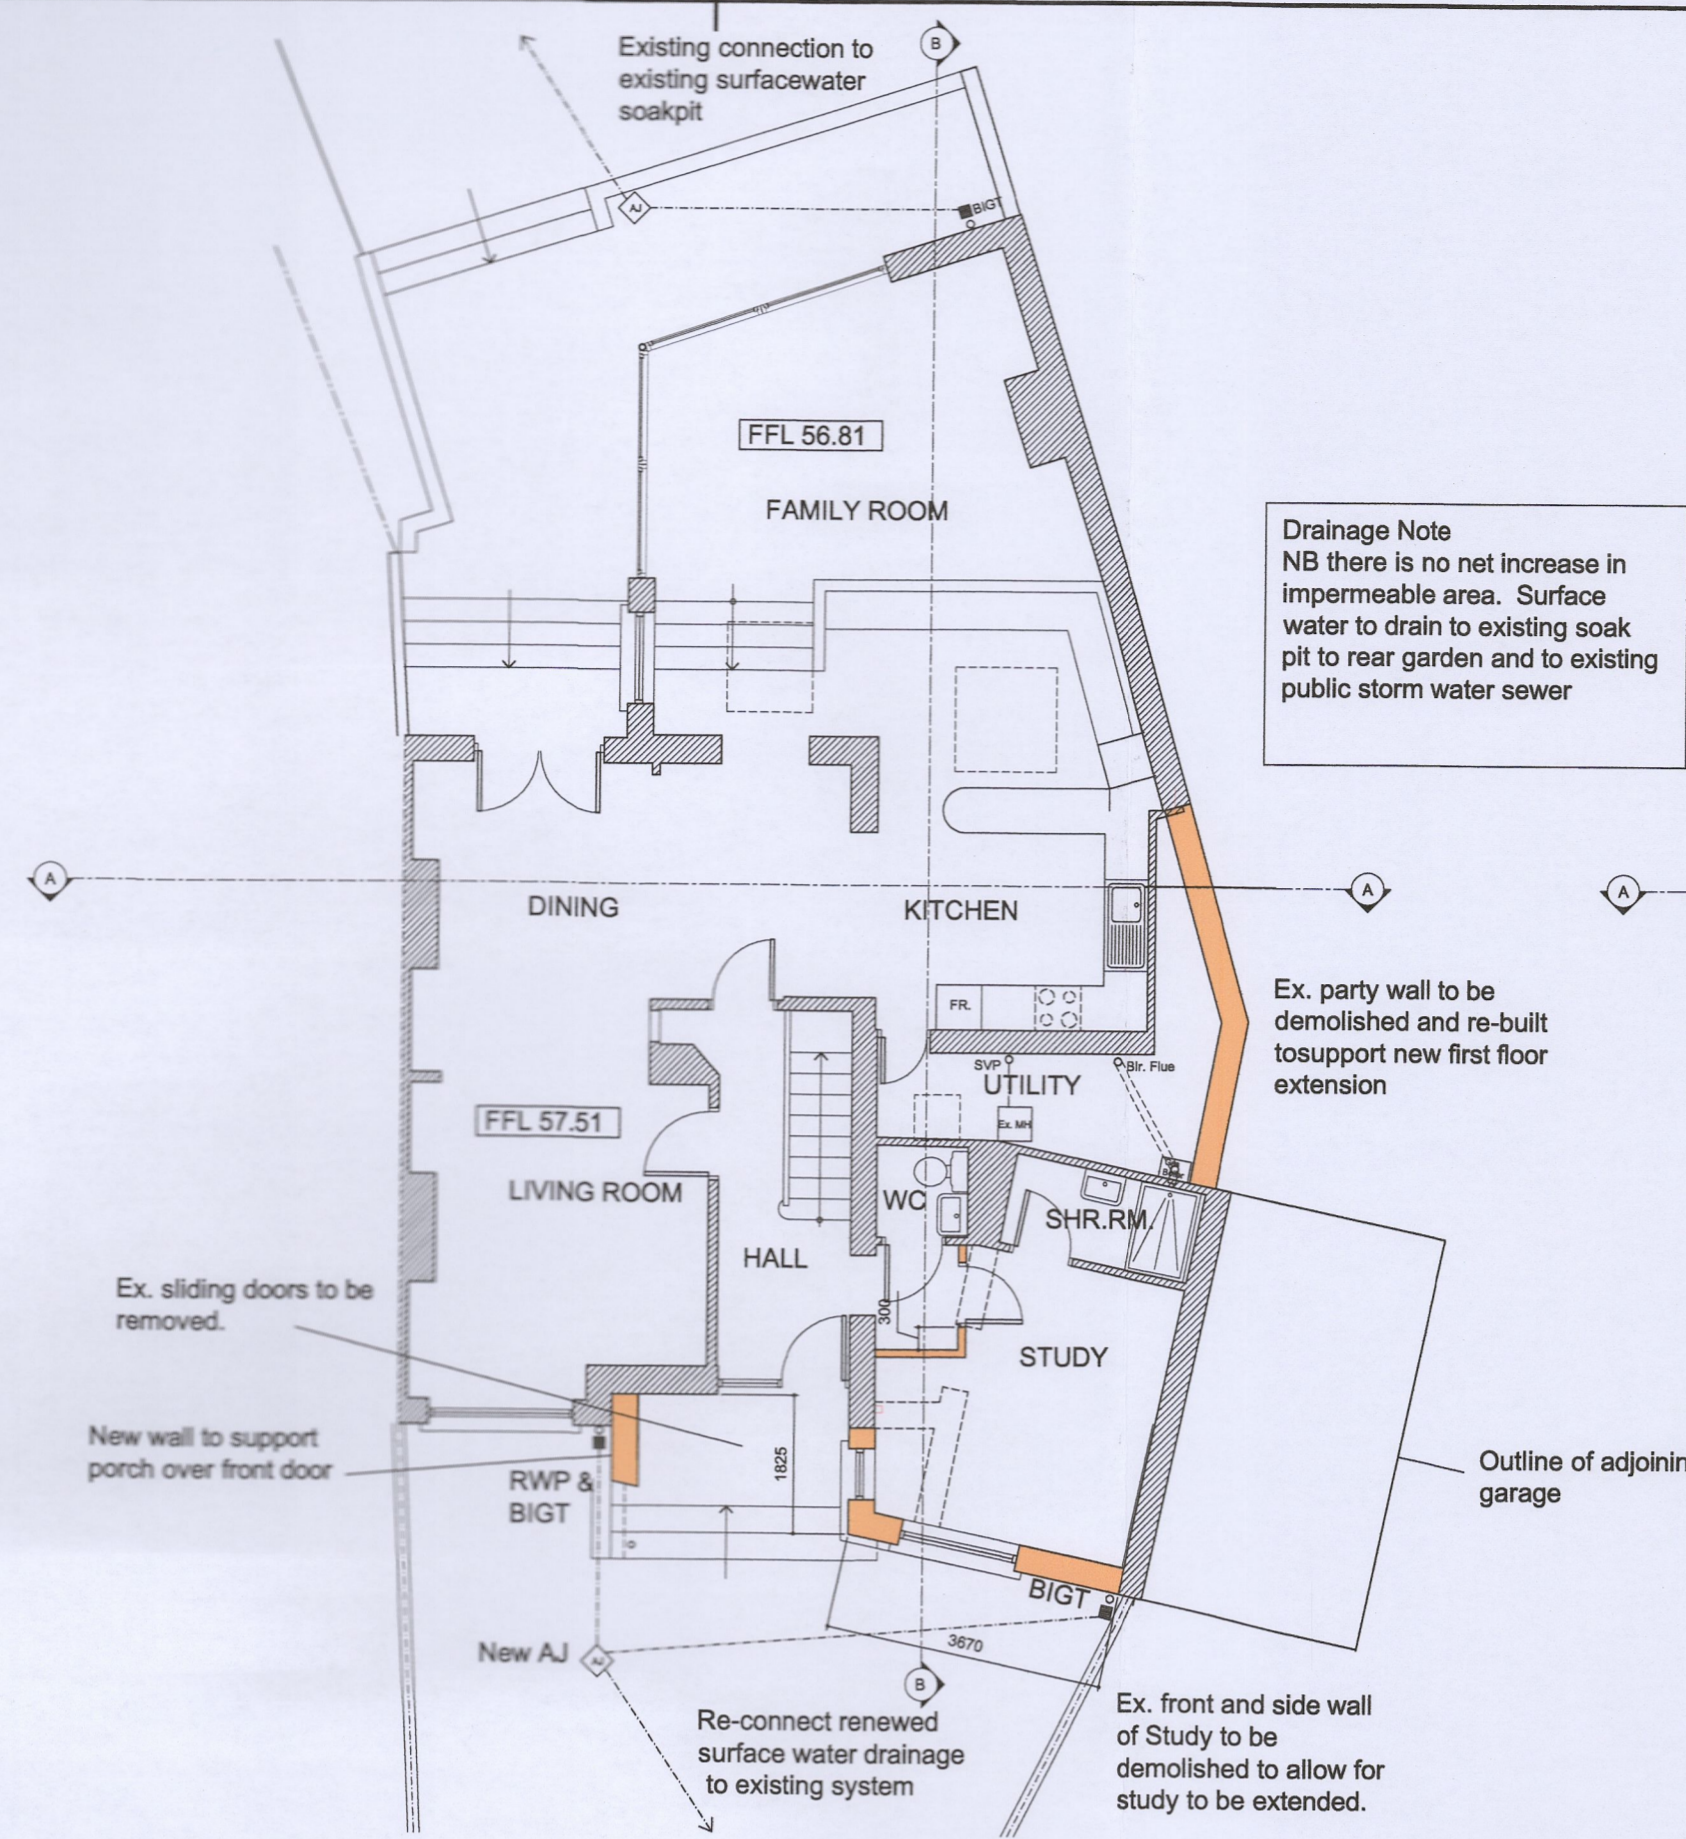 Existing connection to
existing surfacewater
soakpit
B
AJ
BIGT
FFL 56.81
FAMILY ROOM
Drainage Note
NB there is no net increase in
impermeable area. Surface
water to drain to existing soak
pit to rear garden and to existing
public storm water sewer
A
DINING
KITCHEN
A
A
FR.
Ex. party wall to be
demolished and re-built
tosupport new first floor
extension
SVP
Blr. Flue
UTILITY
Ex. MH
FFL 57.51
LIVING ROOM
WC
SHR.RM.
HALL
Ex. sliding doors to be
removed.
300
STUDY
New wall to support
porch over front door
1825
RWP &
BIGT
Outline of adjoinin
garage
BIGT
New AJ
AJ
3670
B
Re-connect renewed
surface water drainage
to existing system
Ex. front and side wall
of Study to be
demolished to allow for
study to be extended.